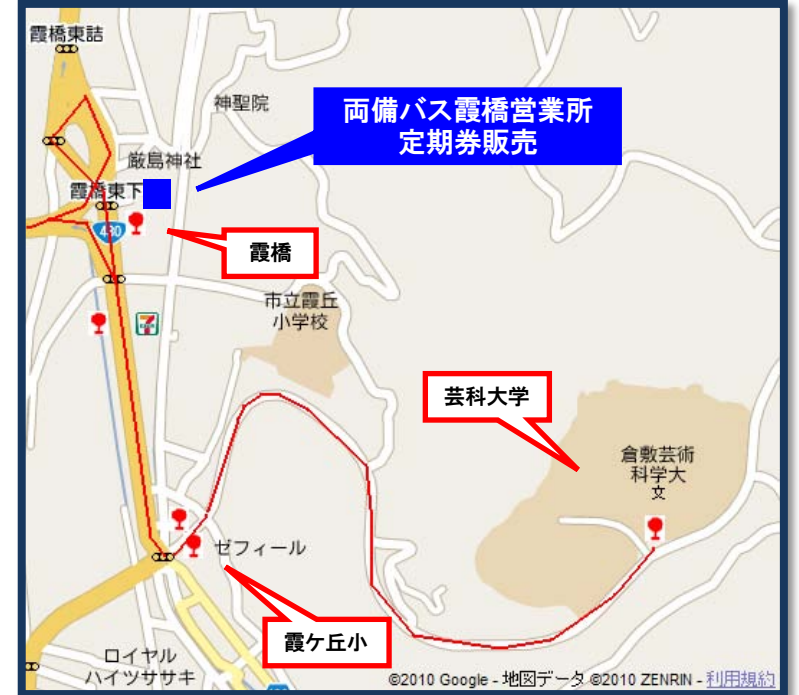 霞橋東詰
神聖院
両備バス霞橋営業所
定期券販売
厳島神社
霞橋東下
430
霞橋
市立霞丘
小学校
芸科大学
倉敷芸術
科学大
文
ゼフィール
霞ケ丘小
ロイヤル
ハイツササキ
©2010 Google - 地図データ ©2010 ZENRIN - 利用規約